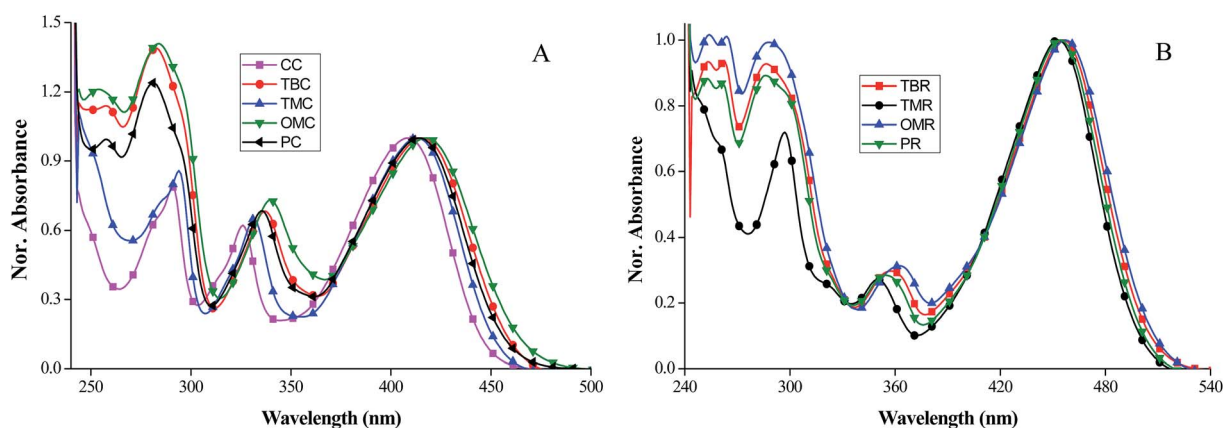 A
Nor. Absorbance
1.5
1.2
0.9
0.6
0.3
0.0
CC
TBC
TMC
OMC
PC
250 300 350 400 450 500
Wavelength (nm)
B
Nor. Absorbance
1.0
0.8
0.6
0.4
0.2
0.0
TBR
TMR
OMR
PR
240 300 360 420 480 540
Wavelength (nm)